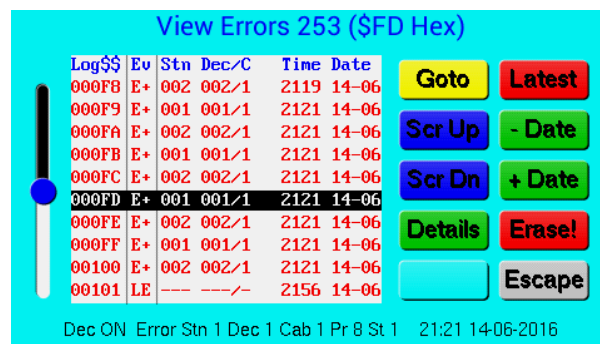 View Errors 253 ($FD Hex)
Log$$ Ev Stn Dec/C Time Date
000F8 E+ 002 002/1 2119 14-06
000F9 E+ 001 001/1 2121 14-06
000FA E+ 002 002/1 2121 14-06
000FB E+ 001 001/1 2121 14-06
000FC E+ 002 002/1 2121 14-06
000FD E+ 001 001/1 2121 14-06
000FE E+ 002 002/1 2121 14-06
000FF E+ 001 001/1 2121 14-06
00100 E+ 002 002/1 2121 14-06
00101 LE --- ---/- 2156 14-06
Goto Latest
Scr Up - Date
Scr Dn + Date
Details Erase!
Escape
Dec ON Error Stn 1 Dec 1 Cab 1 Pr 8 St 1 21:21 14-06-2016